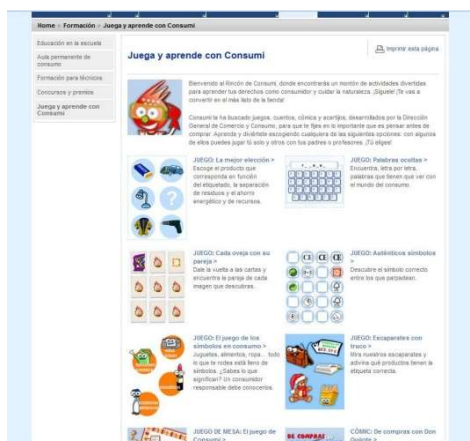 Home > Formación > Juega y aprende con Consumi
Educación en la escuela
Aula permanente de
consumo
Formación para técnicos
Concursos y premios
Juega y aprende con
Consumi
Juega y aprende con Consumi
Imprimir esta página
Bienvenido al Rincón de Consumi, donde encontrarás un montón de actividades divertidas
para aprender tus derechos como consumidor y cuidar la naturaleza. ¡Síguele! ¡Te vas a
convertir en el más listo de la tienda!
Consumi te ha buscado juegos, cuentos, cómics y acertijos, desarrollados por la Dirección
General de Comercio y Consumo, para que te fijes en lo importante que es pensar antes de
comprar. Aprende y diviértete escogiendo cualquiera de las siguientes opciones: con algunos
de ellos puedes jugar tú solo y otros con tus padres o profesores. ¡Tú eliges!
JUEGO: La mejor elección >
Escoge el producto que
corresponda en función
del etiquetado, la separación
de residuos y el ahorro
energético y de recursos.
JUEGO: Palabras ocultas >
Encuentra, letra por letra,
palabras que tienen que ver con
el mundo del consumo.
JUEGO: Cada oveja con su
pareja >
Dale la vuelta a las cartas y
encuentra la pareja de cada
imagen que descubras.
JUEGO: Auténticos símbolos
>
Descubre el símbolo correcto
entre los que parpadean.
JUEGO: El juego de los
símbolos en consumo >
Juguetes, alimentos, ropa... todo
lo que te rodea está lleno de
símbolos. ¿Sabes lo que
significan? Un consumidor
responsable debe conocerlos.
JUEGO: Escaparates con
truco >
Mira nuestros escaparates y
adivina qué productos tienen la
etiqueta correcta.
JUEGO DE MESA: El juego de
Consumi >
DE COMPRAS
CÓMIC: De compras con Don
Quijote >